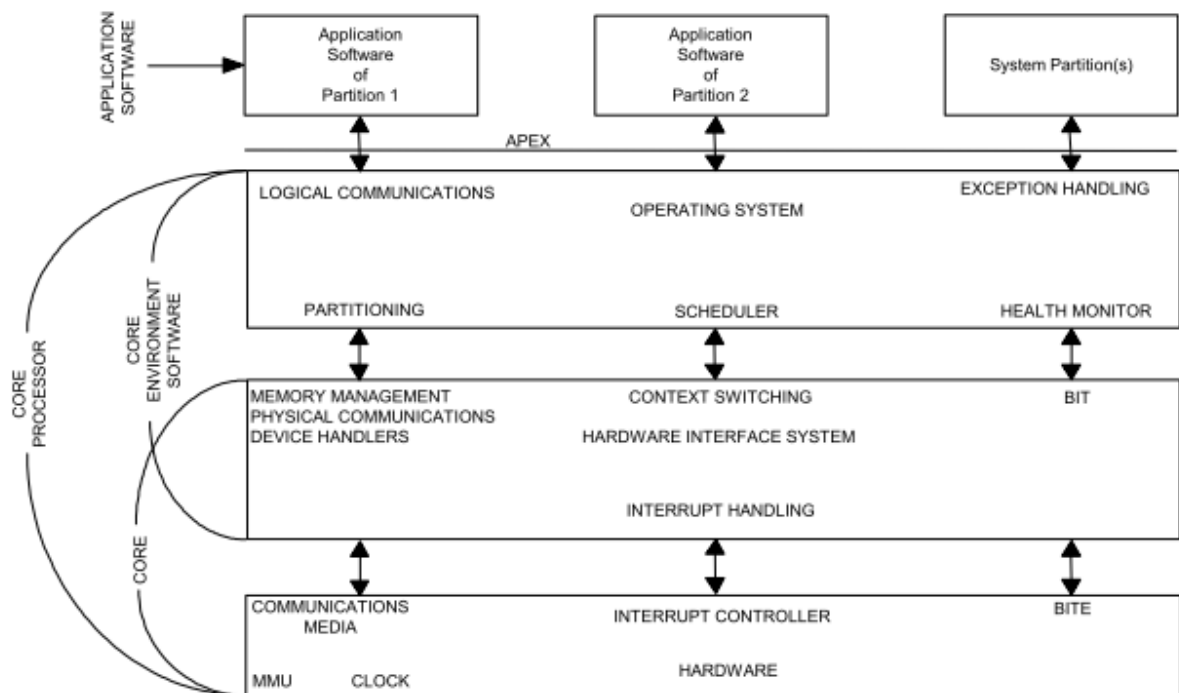 APPLICATION
SOFTWARE
Application
Software
of
Partition 1
Application
Software
of
Partition 2
System Partition(s)
APEX
LOGICAL COMMUNICATIONS
OPERATING SYSTEM
EXCEPTION HANDLING
PARTITIONING
SCHEDULER
HEALTH MONITOR
CORE
PROCESSOR
CORE
ENVIRONMENT
SOFTWARE
MEMORY MANAGEMENT
PHYSICAL COMMUNICATIONS
DEVICE HANDLERS
CONTEXT SWITCHING
HARDWARE INTERFACE SYSTEM
BIT
INTERRUPT HANDLING
CORE
COMMUNICATIONS
MEDIA
INTERRUPT CONTROLLER
BITE
MMU
CLOCK
HARDWARE